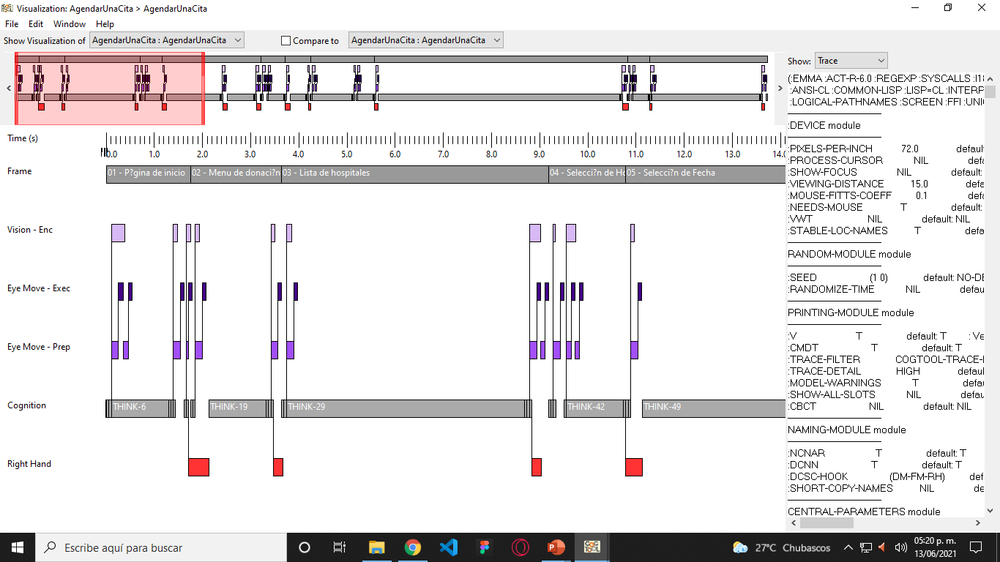 Visualization: AgendarUnaCita > AgendarUnaCita
File Edit Window Help
Show Visualization of AgendarUnaCita : AgendarUnaCita Compare to AgendarUnaCita : AgendarUnaCita
Show: Trace
Time (s)
0.0 1.0 2.0 3.0 4.0 5.0 6.0 7.0 8.0 9.0 10.0 11.0 12.0 13.0 14.0
Frame
01 - P?gina de inicio 02 - Menu de donaci?n 03 - Lista de hospitales 04 - Selecci?n de Ho 05 - Selecci?n de Fecha
Vision - Enc
Eye Move - Exec
Eye Move - Prep
Cognition
THINK-6 THINK-19 THINK-29 THINK-42 THINK-49
Right Hand
(:EMMA :ACT-R-6.0 :REGEXP :SYSCALLS :I18
:ANSI-CL :COMMON-LISP :LISP=CL :INTERP
:LOGICAL-PATHNAMES :SCREEN :FFI :UNI
:DEVICE module
:PIXELS-PER-INCH 72.0 defaul
:PROCESS-CURSOR NIL defa
:SHOW-FOCUS NIL default:
:VIEWING-DISTANCE 15.0 defa
:MOUSE-FITTS-COEFF 0.1 defa
:NEEDS-MOUSE T default:
:VWT NIL default: NIL
:STABLE-LOC-NAMES T defa
RANDOM-MODULE module
:SEED (1 0) default: NO-DE
:RANDOMIZE-TIME NIL defau
PRINTING-MODULE module
:V T default: T : Ve
:CMDT T default: T
:TRACE-FILTER COGTOOL-TRACE-
:TRACE-DETAIL HIGH defaul
:MODEL-WARNINGS T defau
:SHOW-ALL-SLOTS NIL defau
:CBCT NIL default: NIL
NAMING-MODULE module
:NCNAR T default: T
:DCNN T default: T
:DCSC-HOOK (DM-FM-RH) def
:SHORT-COPY-NAMES NIL de
CENTRAL-PARAMETERS module
Escribe aquí para buscar
27°C Chubascos
05:20 p. m.
13/06/2021